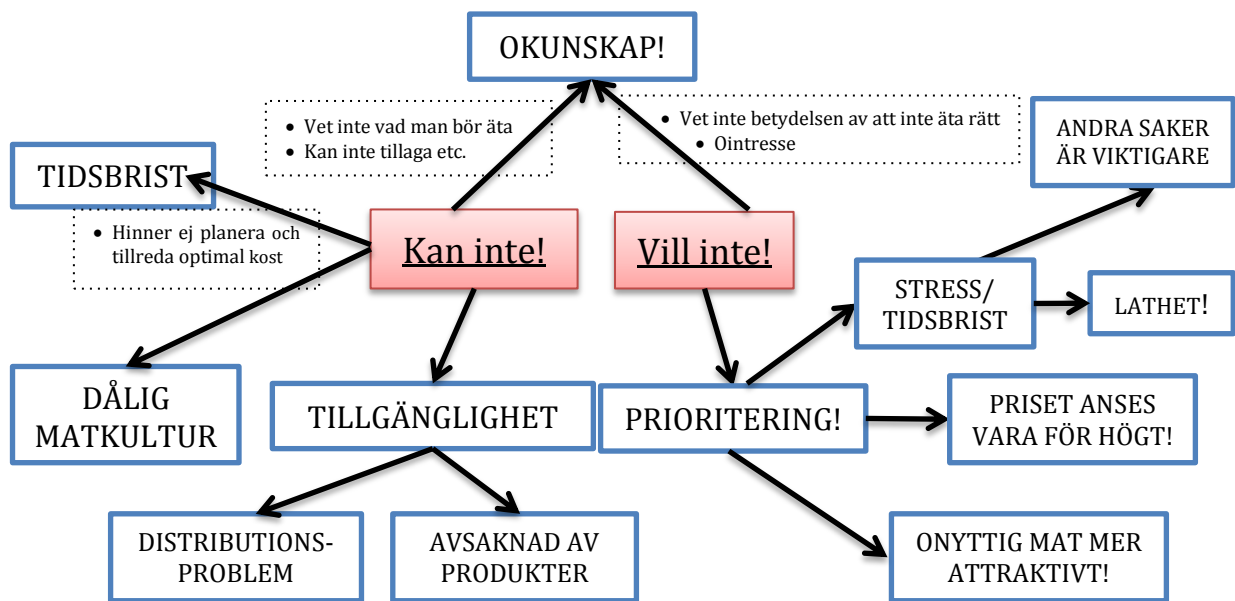 OKUNSKAP!
• Vet inte vad man bör äta
• Kan inte tillaga etc.
• Vet inte betydelsen av att inte äta rätt
• Ointresse
ANDRA SAKER
ÄR VIKTIGARE
TIDSBRIST
• Hinner ej planera och
tillreda optimal kost
Kan inte!
Vill inte!
STRESS/
TIDSBRIST
LATHET!
DÅLIG
MATKULTUR
TILLGÄNGLIGHET
PRIORITERING!
PRISET ANSES
VARA FÖR HÖGT!
DISTRIBUTIONS-
PROBLEM
AVSAKNAD AV
PRODUKTER
ONYTTIG MAT MER
ATTRAKTIVT!